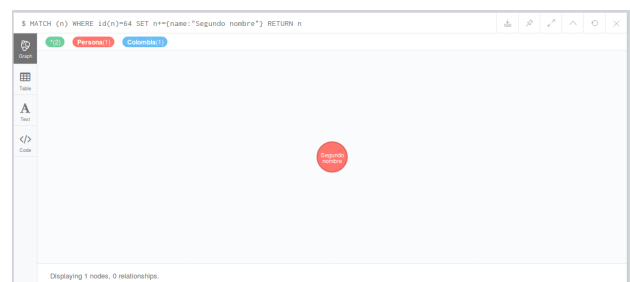 $ MATCH (n) WHERE id(n)=64 SET n+={name:"Segundo nombre"} RETURN n
*(2) Persona(1) Colombia(1)
Graph
Table
A
Text
</>
Code
Segundo
nombre
Displaying 1 nodes, 0 relationships.